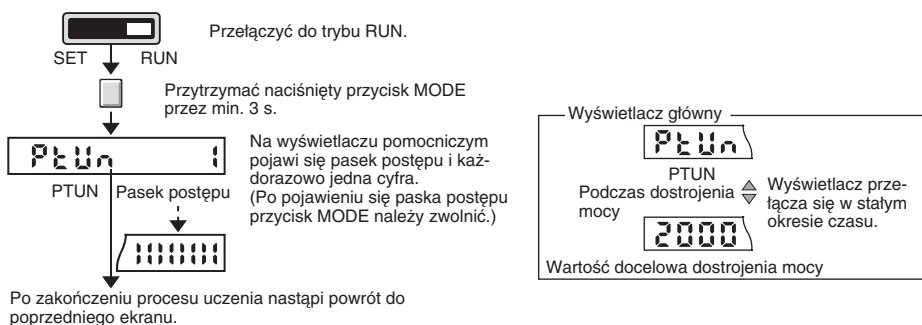 Przełączyć do trybu RUN.
SET RUN
Przytrzymać naciśnięty przycisk MODE
przez min. 3 s.
PtUn 1
PTUN
Pasek postępu
Na wyświetlaczu pomocniczym
pojawi się pasek postępu i każ-
dorazowo jedna cyfra.
(Po pojawieniu się paska postępu
przycisk MODE należy zwolnić.)
Po zakończeniu procesu uczenia nastąpi powrót do
poprzedniego ekranu.
Wyświetlacz główny
PtUn
PTUN
Podczas dostrojenia
mocy
Wyświetlacz prze-
łącza się w stałym
okresie czasu.
2000
Wartość docelowa dostrojenia mocy